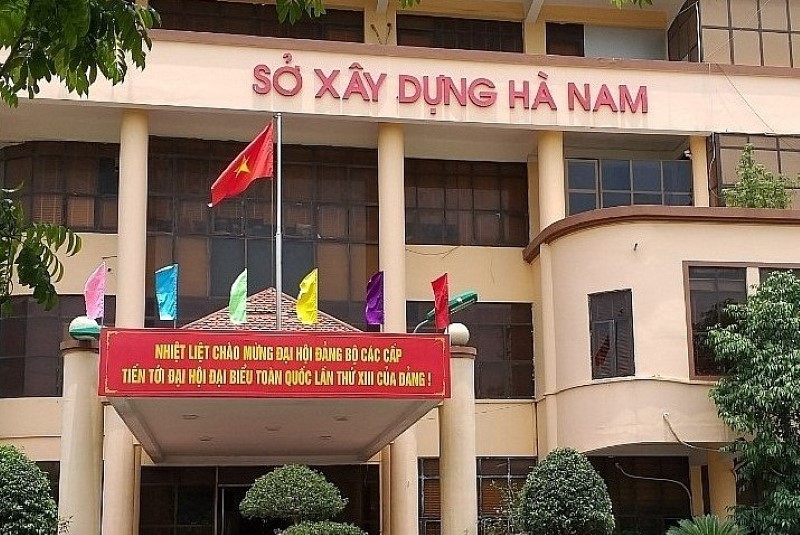 SỞ XÂY DỰNG HÀ NAM
NHIỆT LIỆT CHÀO MỪNG ĐẠI HỘI ĐẢNG BỘ CÁC CẤP
TIẾN TỚI ĐẠI HỘI ĐẠI BIỂU TOÀN QUỐC LẦN THỨ XIII CỦA ĐẢNG !